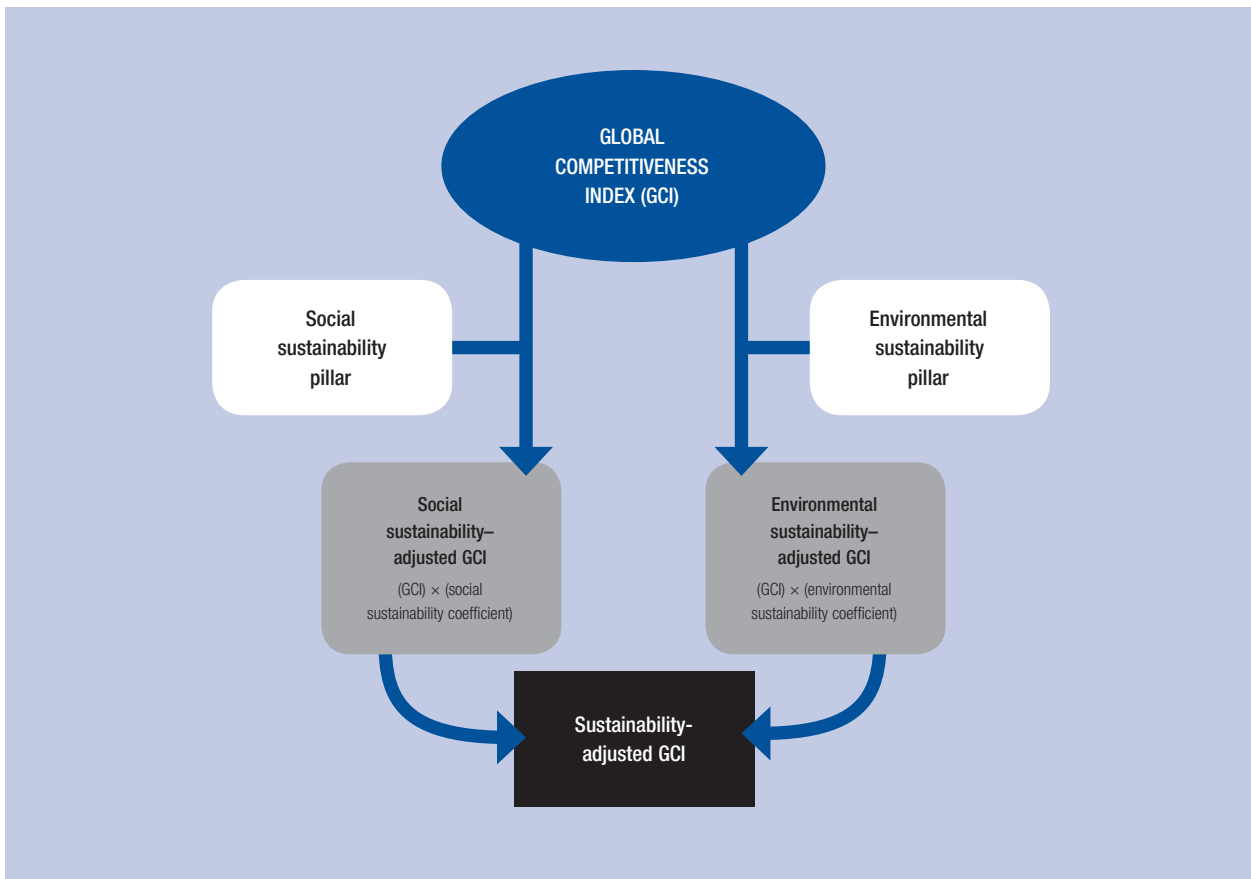 GLOBAL
COMPETITIVENESS
INDEX (GCI)
Social
sustainability
pillar
Environmental
sustainability
pillar
Social
sustainability–
adjusted GCI
(GCI) × (social
sustainability coefficient)
Environmental
sustainability–
adjusted GCI
(GCI) × (environmental
sustainability coefficient)
Sustainability-
adjusted GCI